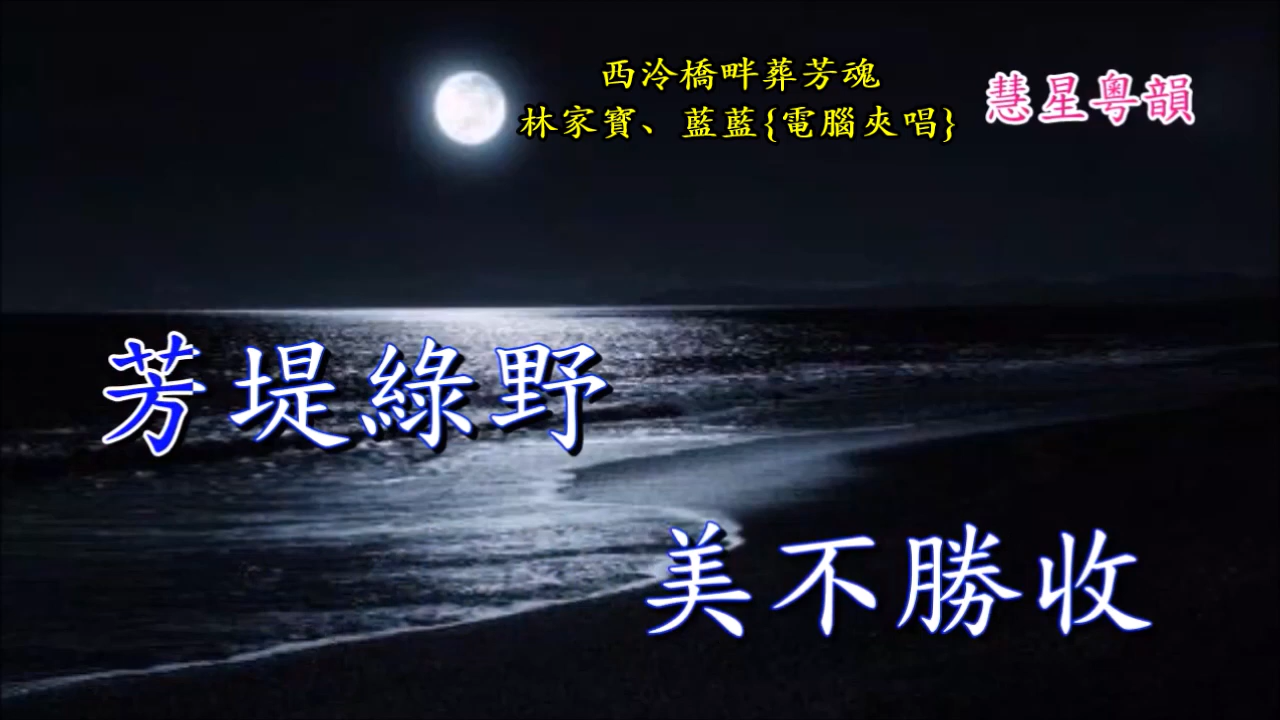 西泠橋畔葬芳魂
林家寶、藍藍{電腦夾唱}
慧星粵韻
芳堤綠野
美不勝收